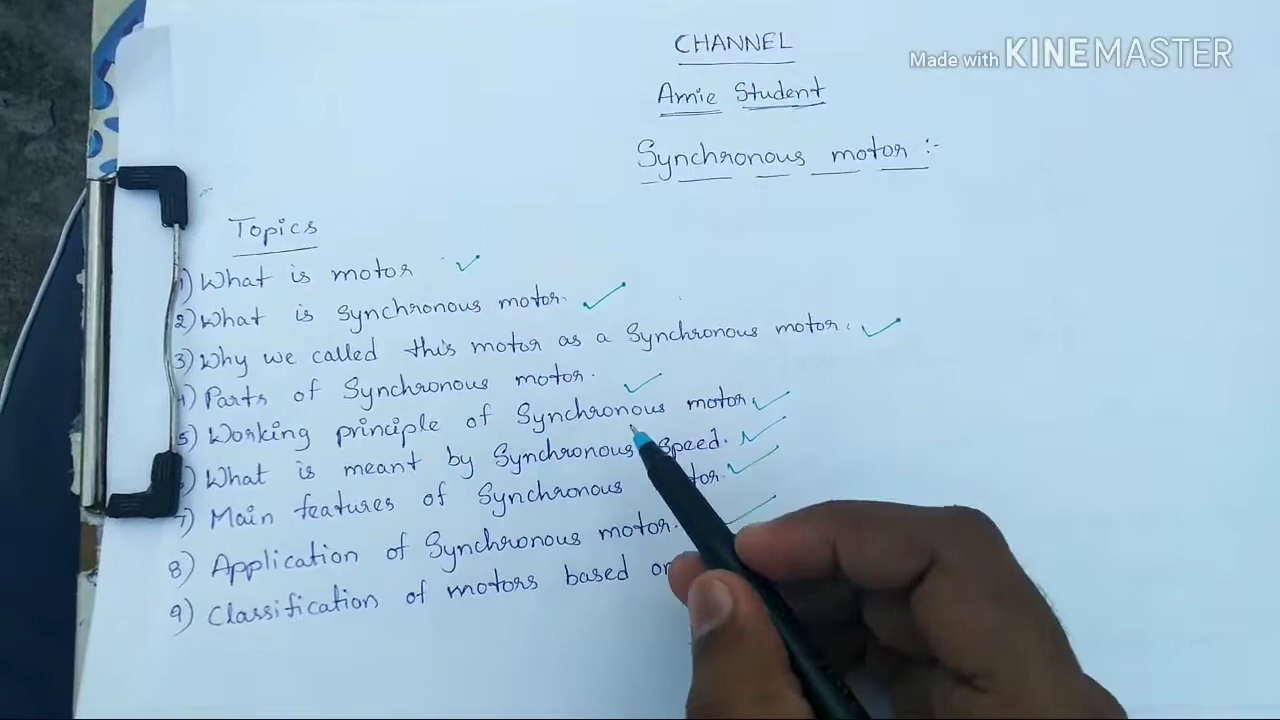 CHANNEL
Made with KINEMASTER
Amie Student
Synchronous motor :-
Topics
1) What is motor
2) What is Synchronous motor.
3) Why we called this motor as a Synchronous motor.
4) Parts of Synchronous motor.
5) Working principle of Synchronous motor.
6) What is meant by Synchronous Speed.
7) Main features of Synchronous
8) Application of Synchronous motor.
9) Classification of motors based on